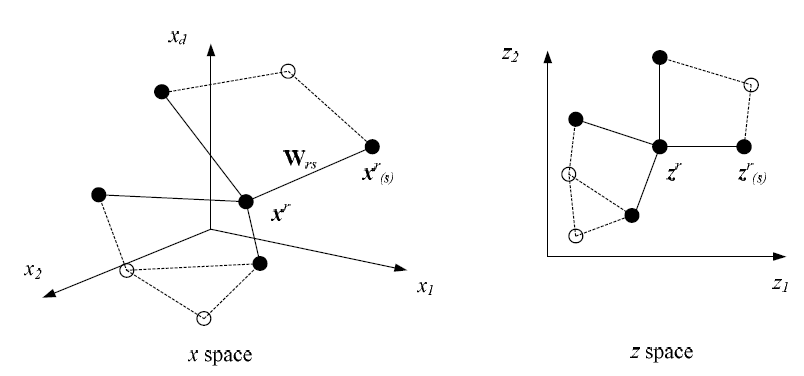 x_d
W_rs
x^r_(s)
x^r
x_2
x_1
x space
z_2
z^r
z^r_(s)
z_1
z space